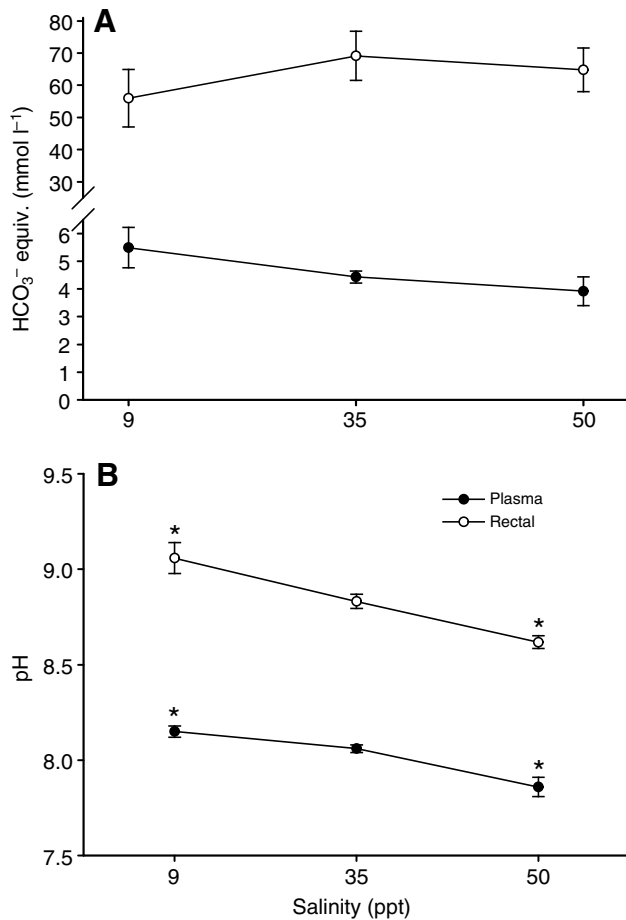 A
HCO₃⁻ equiv. (mmol l⁻¹)
80
70
60
50
40
30
6
5
4
3
2
1
0
9 35 50
B
pH
9.5
9.0
8.5
8.0
7.5
Plasma
Rectal
*
*
*
*
9 35 50
Salinity (ppt)